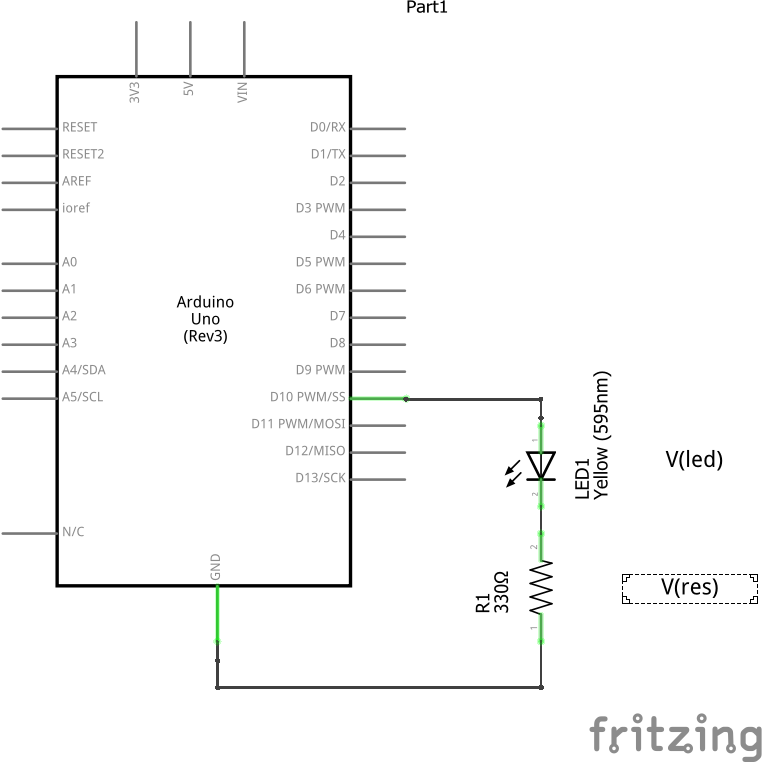 Part1
3V3
5V
VIN
RESET
RESET2
AREF
ioref
A0
A1
A2
A3
A4/SDA
A5/SCL
N/C
Arduino
Uno
(Rev3)
D0/RX
D1/TX
D2
D3 PWM
D4
D5 PWM
D6 PWM
D7
D8
D9 PWM
D10 PWM/SS
D11 PWM/MOSI
D12/MISO
D13/SCK
GND
1
LED1
Yellow (595nm)
2
V(led)
2
R1
330Ω
1
V(res)
fritzing